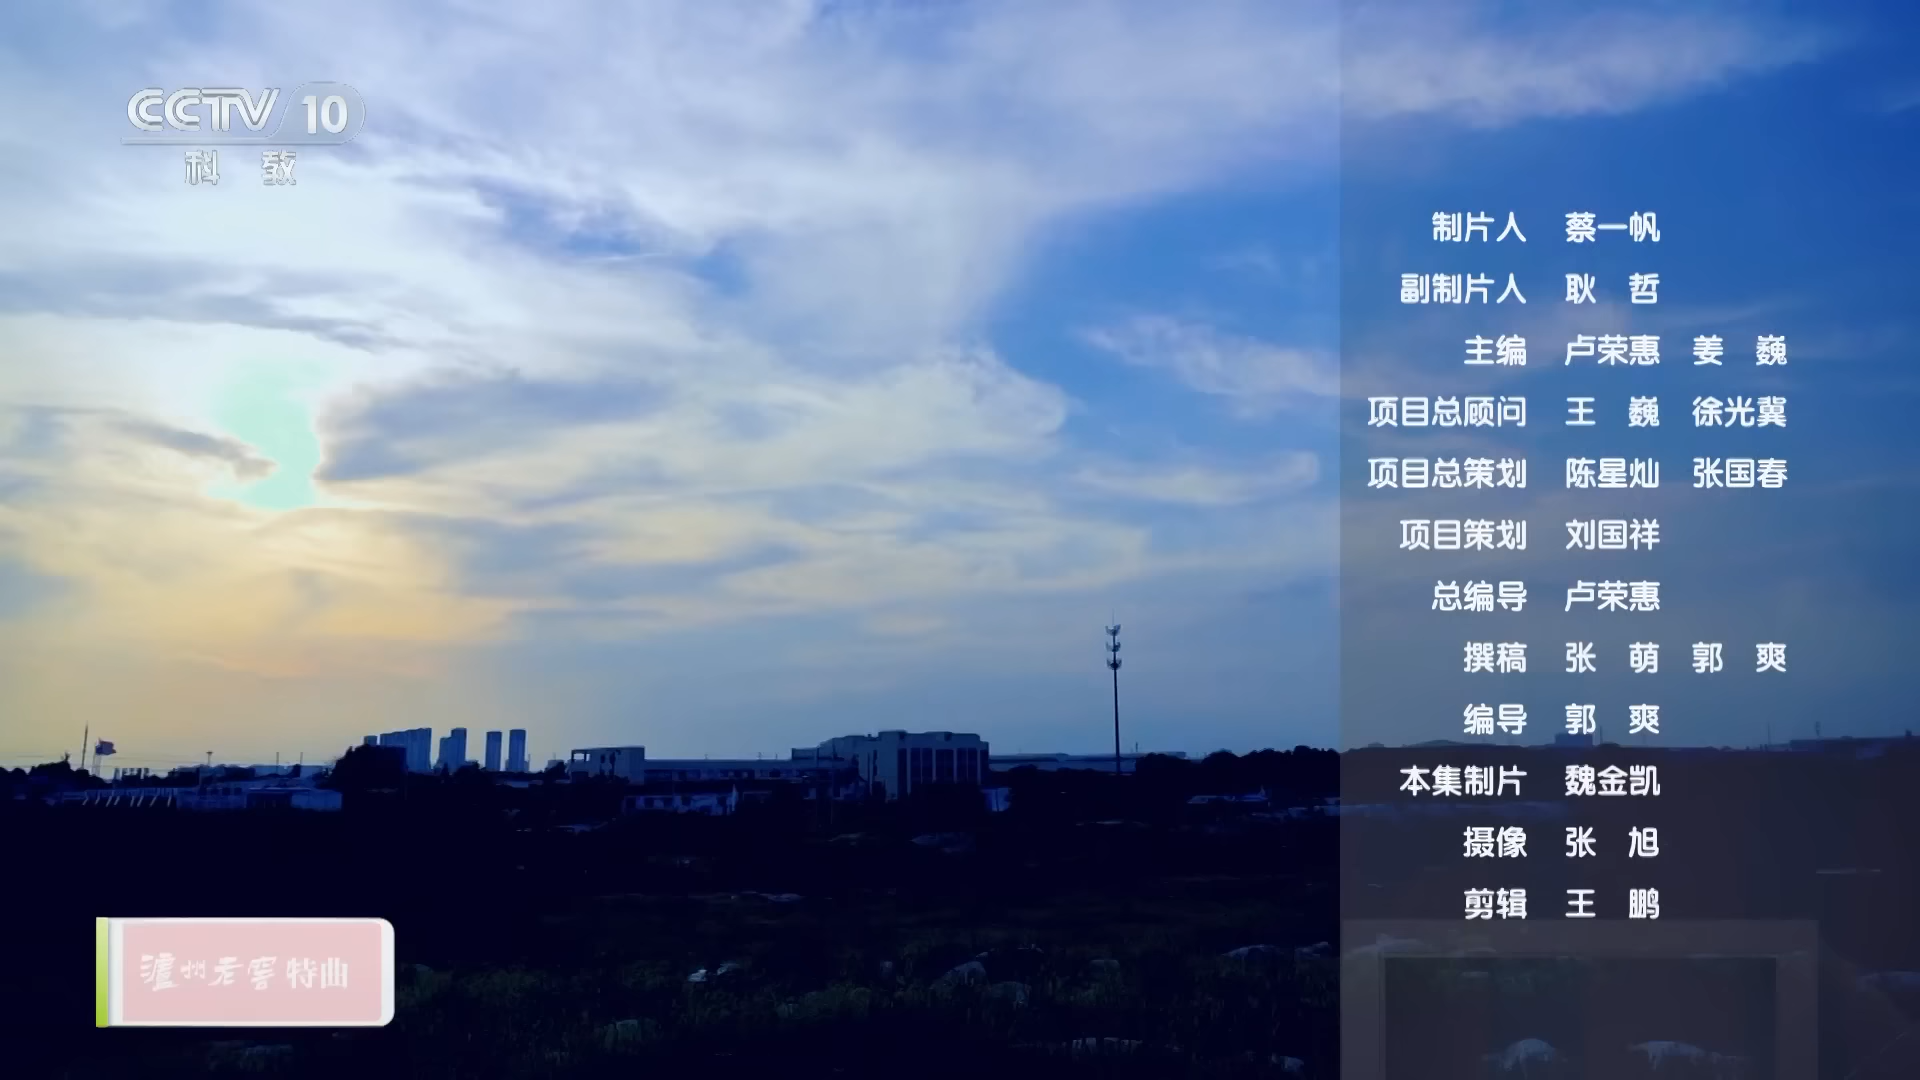 CCTV 10
科 教
制片人 蔡一帆
副制片人 耿 哲
主编 卢荣惠 姜 巍
项目总顾问 王 巍 徐光冀
项目总策划 陈星灿 张国春
项目策划 刘国祥
总编导 卢荣惠
撰稿 张 萌 郭 爽
编导 郭 爽
本集制片 魏金凯
摄像 张 旭
剪辑 王 鹏
泸州老窖特曲